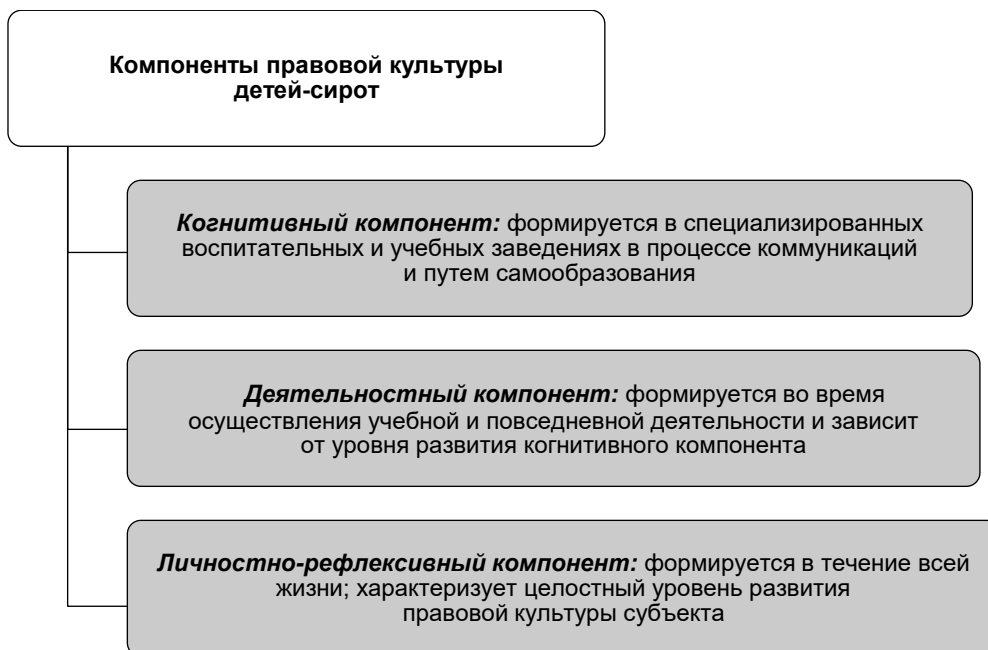 Компоненты правовой культуры
детей-сирот
Когнитивный компонент: формируется в специализированных
воспитательных и учебных заведениях в процессе коммуникаций
и путем самообразования
Деятельностный компонент: формируется во время
осуществления учебной и повседневной деятельности и зависит
от уровня развития когнитивного компонента
Личностно-рефлексивный компонент: формируется в течение всей
жизни; характеризует целостный уровень развития
правовой культуры субъекта